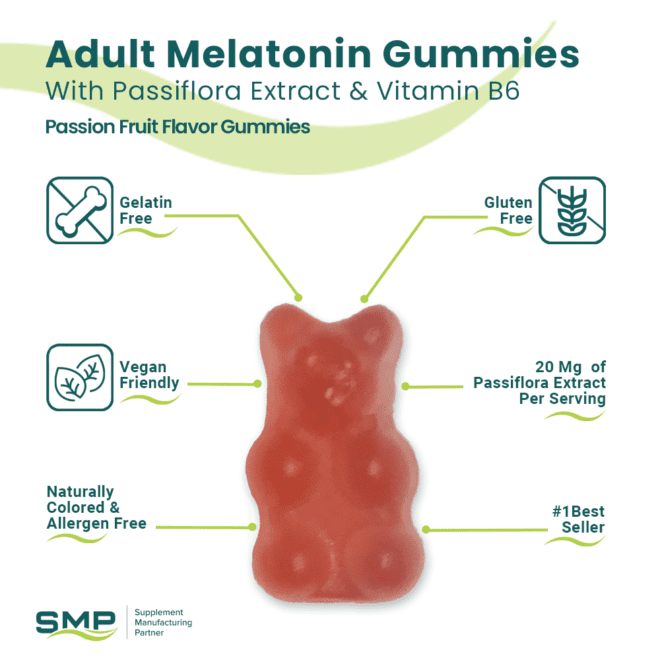 Adult Melatonin Gummies
With Passiflora Extract & Vitamin B6
Passion Fruit Flavor Gummies
Gelatin
Free
Gluten
Free
Vegan
Friendly
20 Mg of
Passiflora Extract
Per Serving
Naturally
Colored &
Allergen Free
#1Best
Seller
SMP
Supplement
Manufacturing
Partner